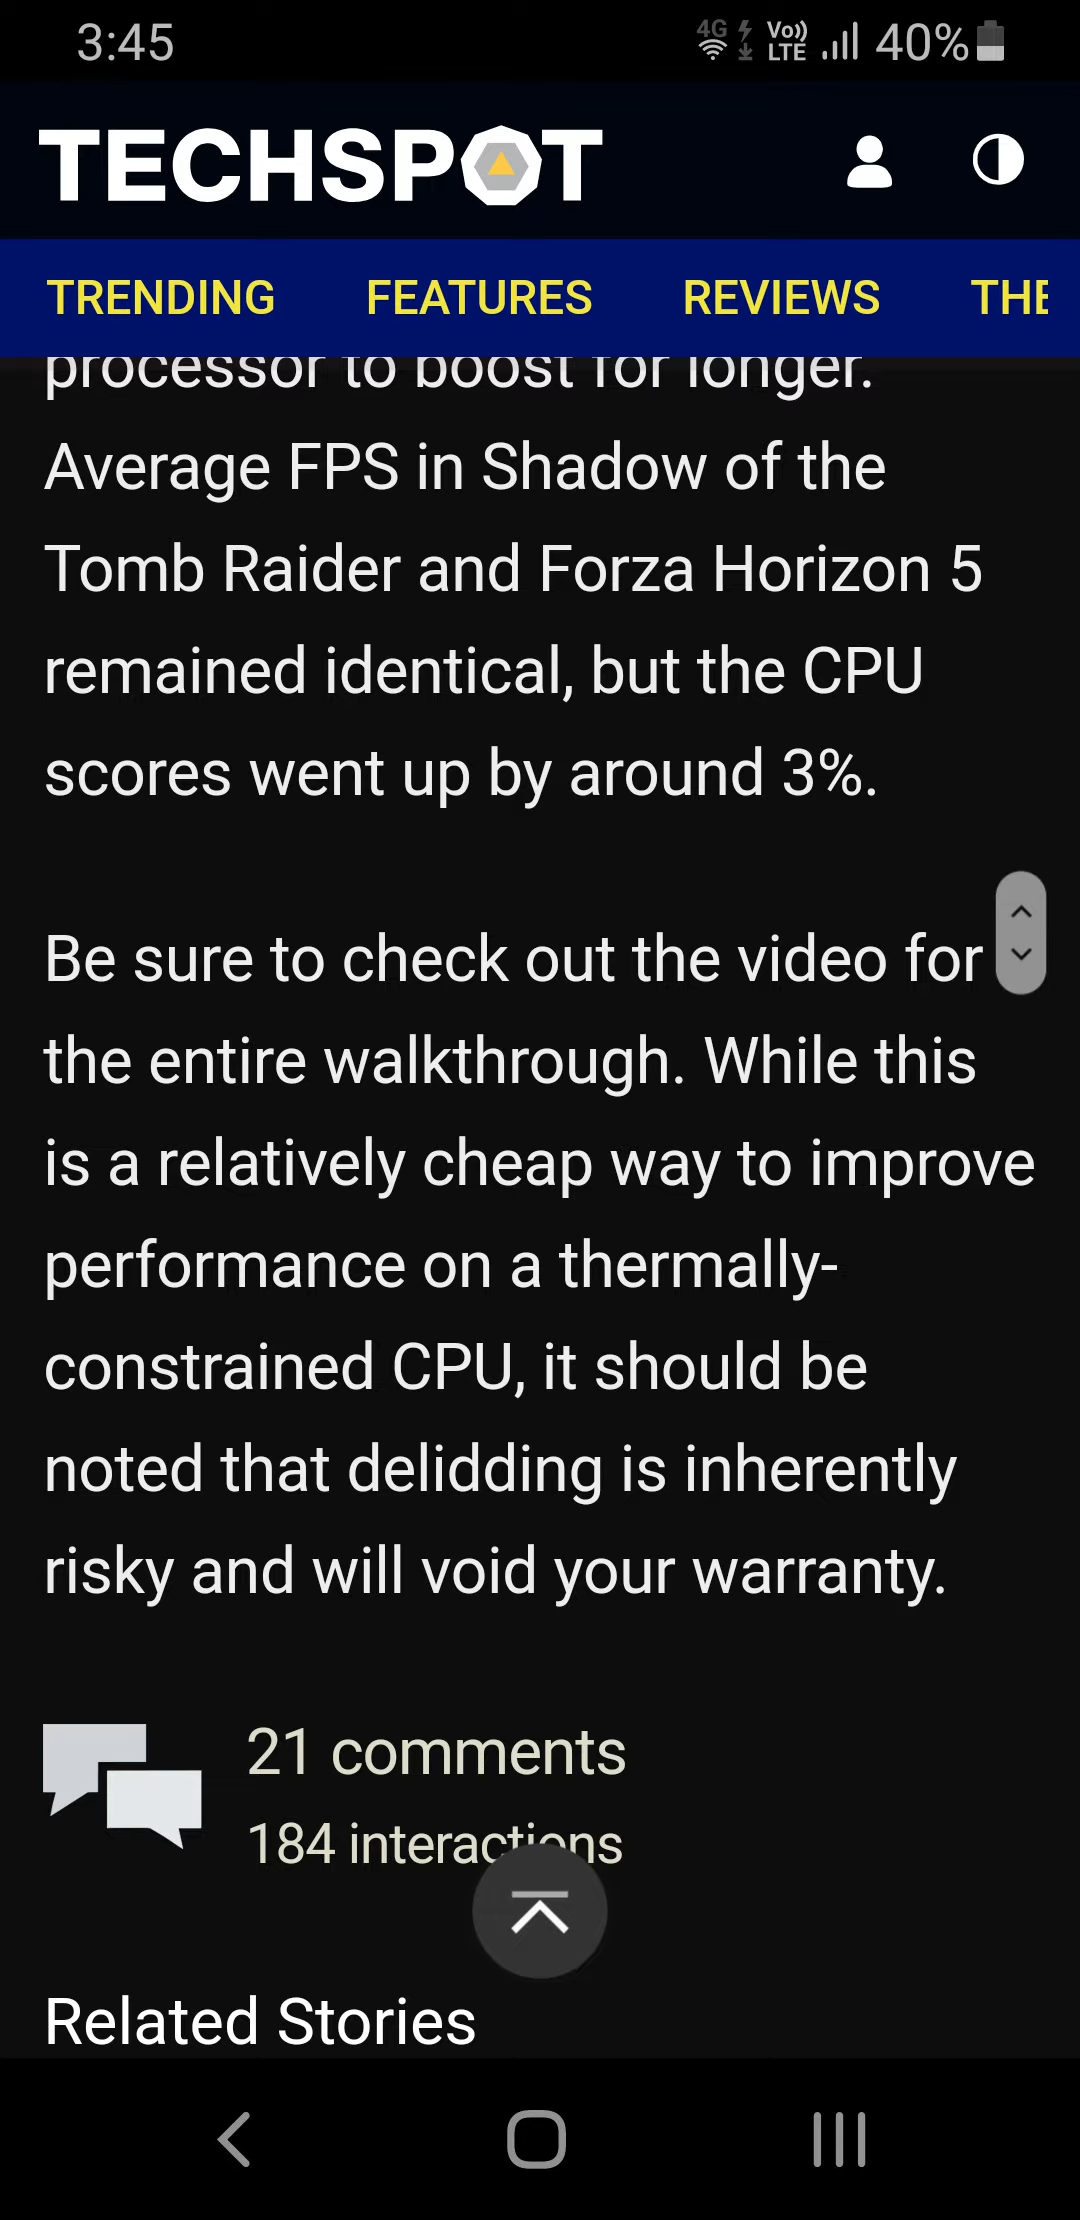 3:45
4G
Vo))
LTE
40%
TECHSPOT
TRENDING FEATURES REVIEWS THE
processor to boost for longer.
Average FPS in Shadow of the
Tomb Raider and Forza Horizon 5
remained identical, but the CPU
scores went up by around 3%.
Be sure to check out the video for
the entire walkthrough. While this
is a relatively cheap way to improve
performance on a thermally-
constrained CPU, it should be
noted that delidding is inherently
risky and will void your warranty.
21 comments
184 interactions
Related Stories